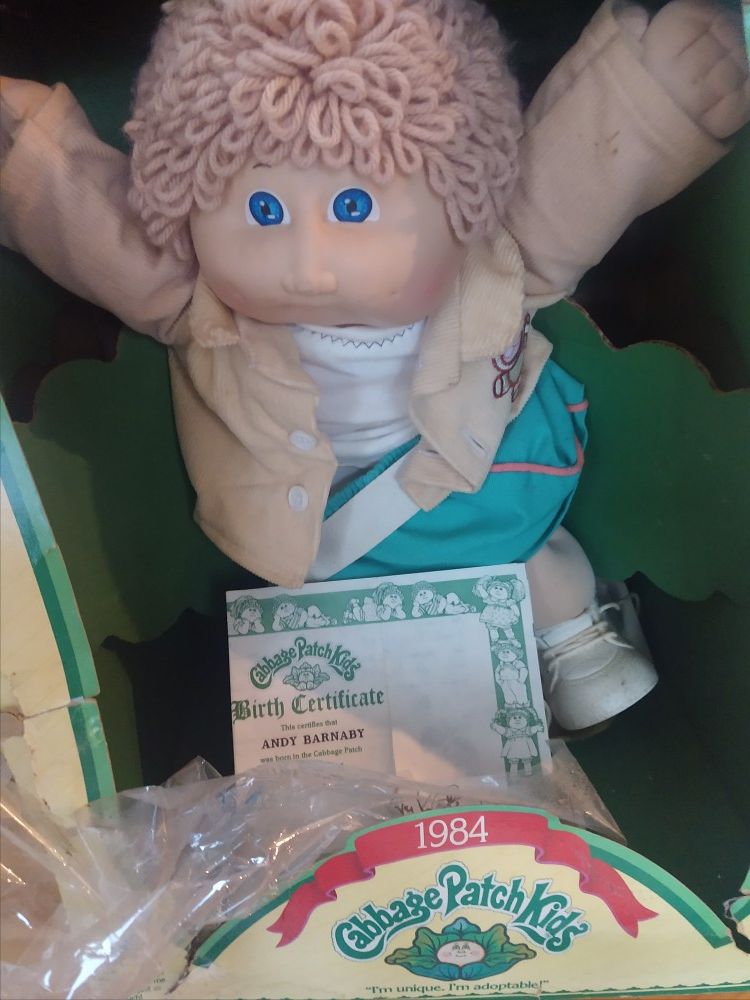 Cabbage Patch Kids
Birth Certificate
This certifies that
ANDY BARNABY
was born in the Cabbage Patch
1984
Cabbage Patch Kids
"I'm unique. I'm adoptable!"